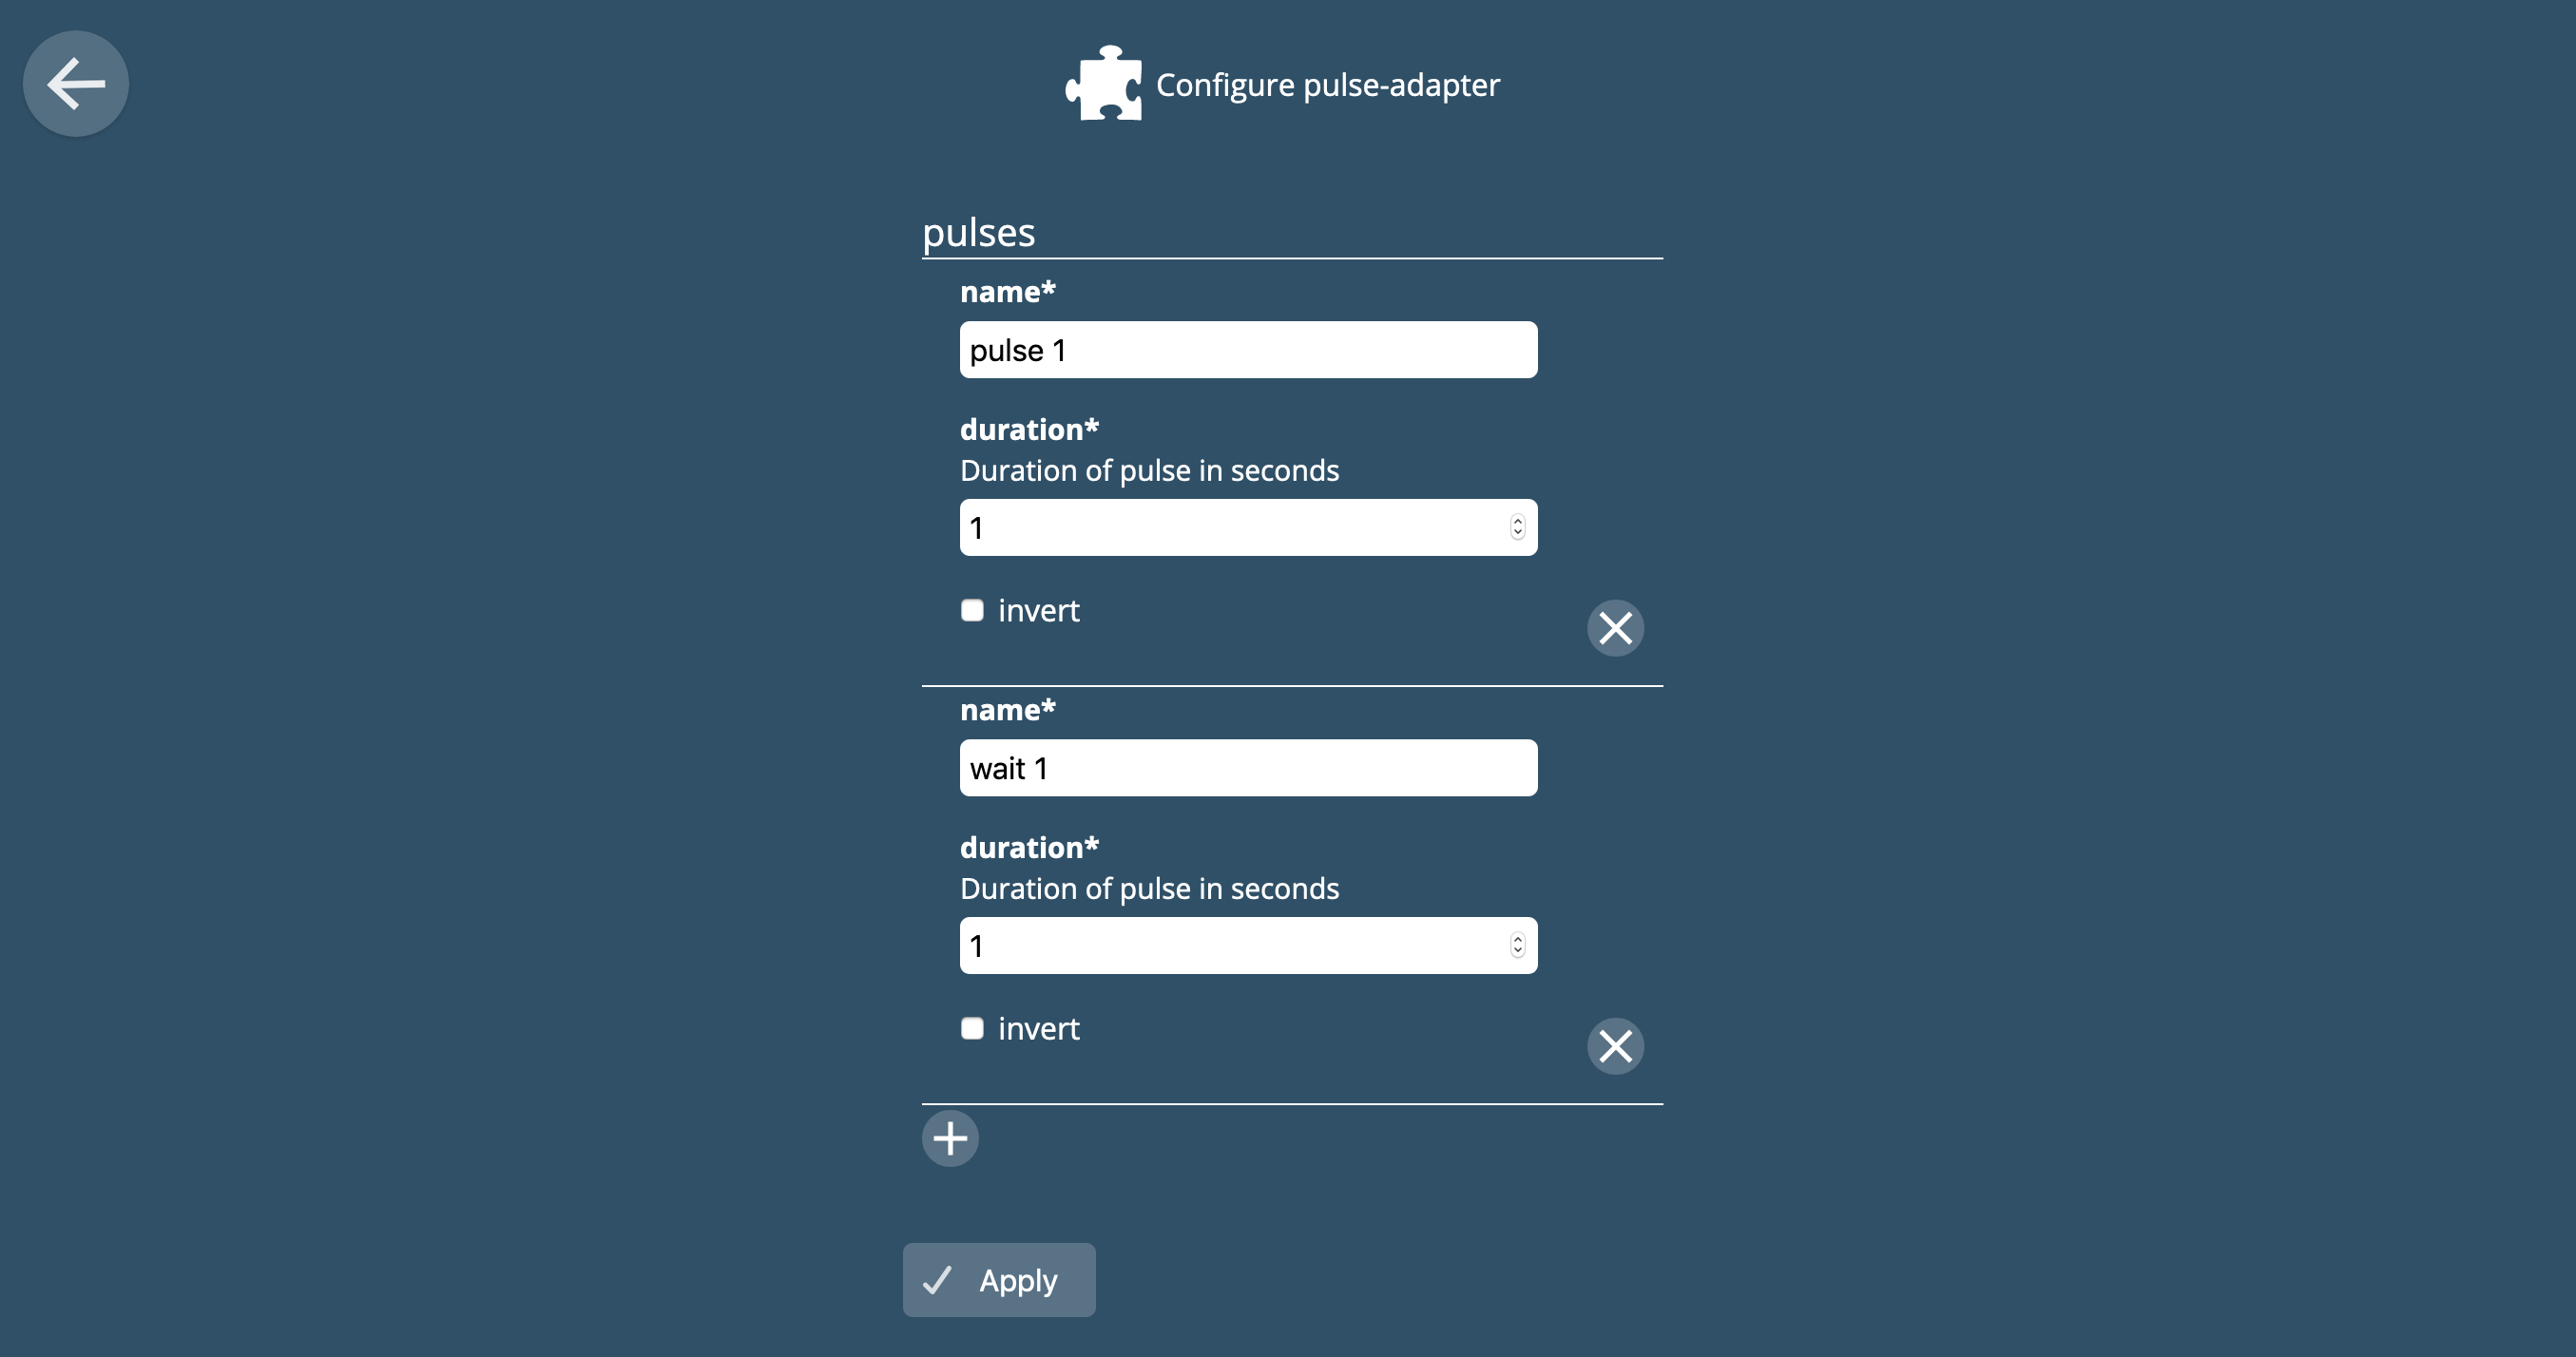 Configure pulse-adapter
pulses
name*
pulse 1
duration*
Duration of pulse in seconds
1
invert
name*
wait 1
duration*
Duration of pulse in seconds
1
invert
Apply